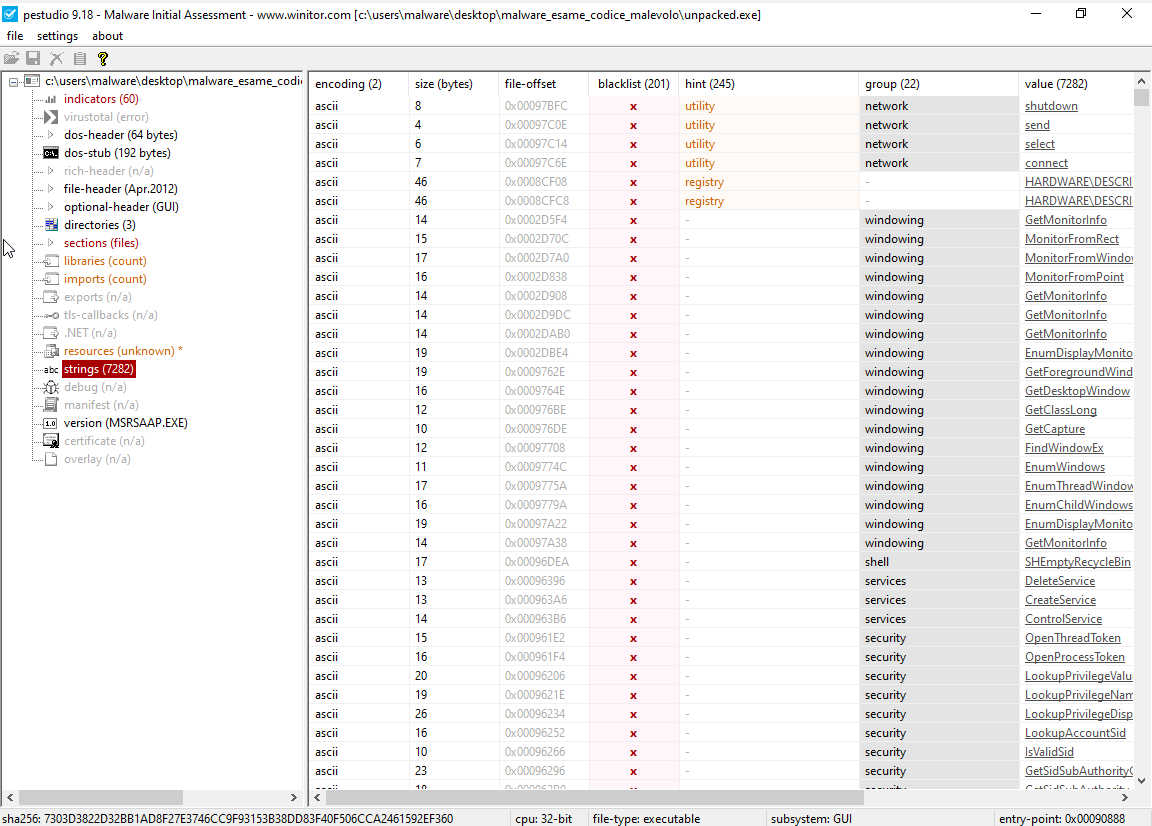 pestudio 9.18 - Malware Initial Assessment - www.winitor.com [c:\users\malware\desktop\malware_esame_codice_malevolo\unpacked.exe]
file settings about
c:\users\malware\desktop\malware_esame_codi
indicators (60)
virustotal (error)
dos-header (64 bytes)
dos-stub (192 bytes)
rich-header (n/a)
file-header (Apr.2012)
optional-header (GUI)
directories (3)
sections (files)
libraries (count)
imports (count)
exports (n/a)
tls-callbacks (n/a)
.NET (n/a)
resources (unknown) *
abc strings (7282)
debug (n/a)
manifest (n/a)
1.0 version (MSRSAAP.EXE)
certificate (n/a)
overlay (n/a)
encoding (2) size (bytes) file-offset blacklist (201) hint (245) group (22) value (7282)
ascii 8 0x00097BFC x utility network shutdown
ascii 4 0x00097C0E x utility network send
ascii 6 0x00097C14 x utility network select
ascii 7 0x00097C6E x utility network connect
ascii 46 0x0008CF08 x registry - HARDWARE\DESCRI
ascii 46 0x0008CFC8 x registry - HARDWARE\DESCRI
ascii 14 0x0002D5F4 x - windowing GetMonitorInfo
ascii 15 0x0002D70C x - windowing MonitorFromRect
ascii 17 0x0002D7A0 x - windowing MonitorFromWindo
ascii 16 0x0002D838 x - windowing MonitorFromPoint
ascii 14 0x0002D908 x - windowing GetMonitorInfo
ascii 14 0x0002D9DC x - windowing GetMonitorInfo
ascii 14 0x0002DAB0 x - windowing GetMonitorInfo
ascii 19 0x0002DBE4 x - windowing EnumDisplayMonito
ascii 19 0x0009762E x - windowing GetForegroundWind
ascii 16 0x0009764E x - windowing GetDesktopWindow
ascii 12 0x000976BE x - windowing GetClassLong
ascii 10 0x000976DE x - windowing GetCapture
ascii 12 0x00097708 x - windowing FindWindowEx
ascii 11 0x0009774C x - windowing EnumWindows
ascii 17 0x0009775A x - windowing EnumThreadWindow
ascii 16 0x0009779A x - windowing EnumChildWindows
ascii 19 0x00097A22 x - windowing EnumDisplayMonito
ascii 14 0x00097A38 x - windowing GetMonitorInfo
ascii 17 0x00096DEA x - shell SHEmptyRecycleBin
ascii 13 0x00096396 x - services DeleteService
ascii 13 0x000963A6 x - services CreateService
ascii 14 0x000963B6 x - services ControlService
ascii 15 0x000961E2 x - security OpenThreadToken
ascii 16 0x000961F4 x - security OpenProcessToken
ascii 20 0x00096206 x - security LookupPrivilegeValu
ascii 19 0x0009621E x - security LookupPrivilegeNam
ascii 26 0x00096234 x - security LookupPrivilegeDisp
ascii 16 0x00096252 x - security LookupAccountSid
ascii 10 0x00096266 x - security IsValidSid
ascii 23 0x00096296 x - security GetSidSubAuthority
sha256: 7303D3822D32BB1AD8F27E3746CC9F93153B38DD83F40F506CCA2461592EF360 cpu: 32-bit file-type: executable subsystem: GUI entry-point: 0x00090888